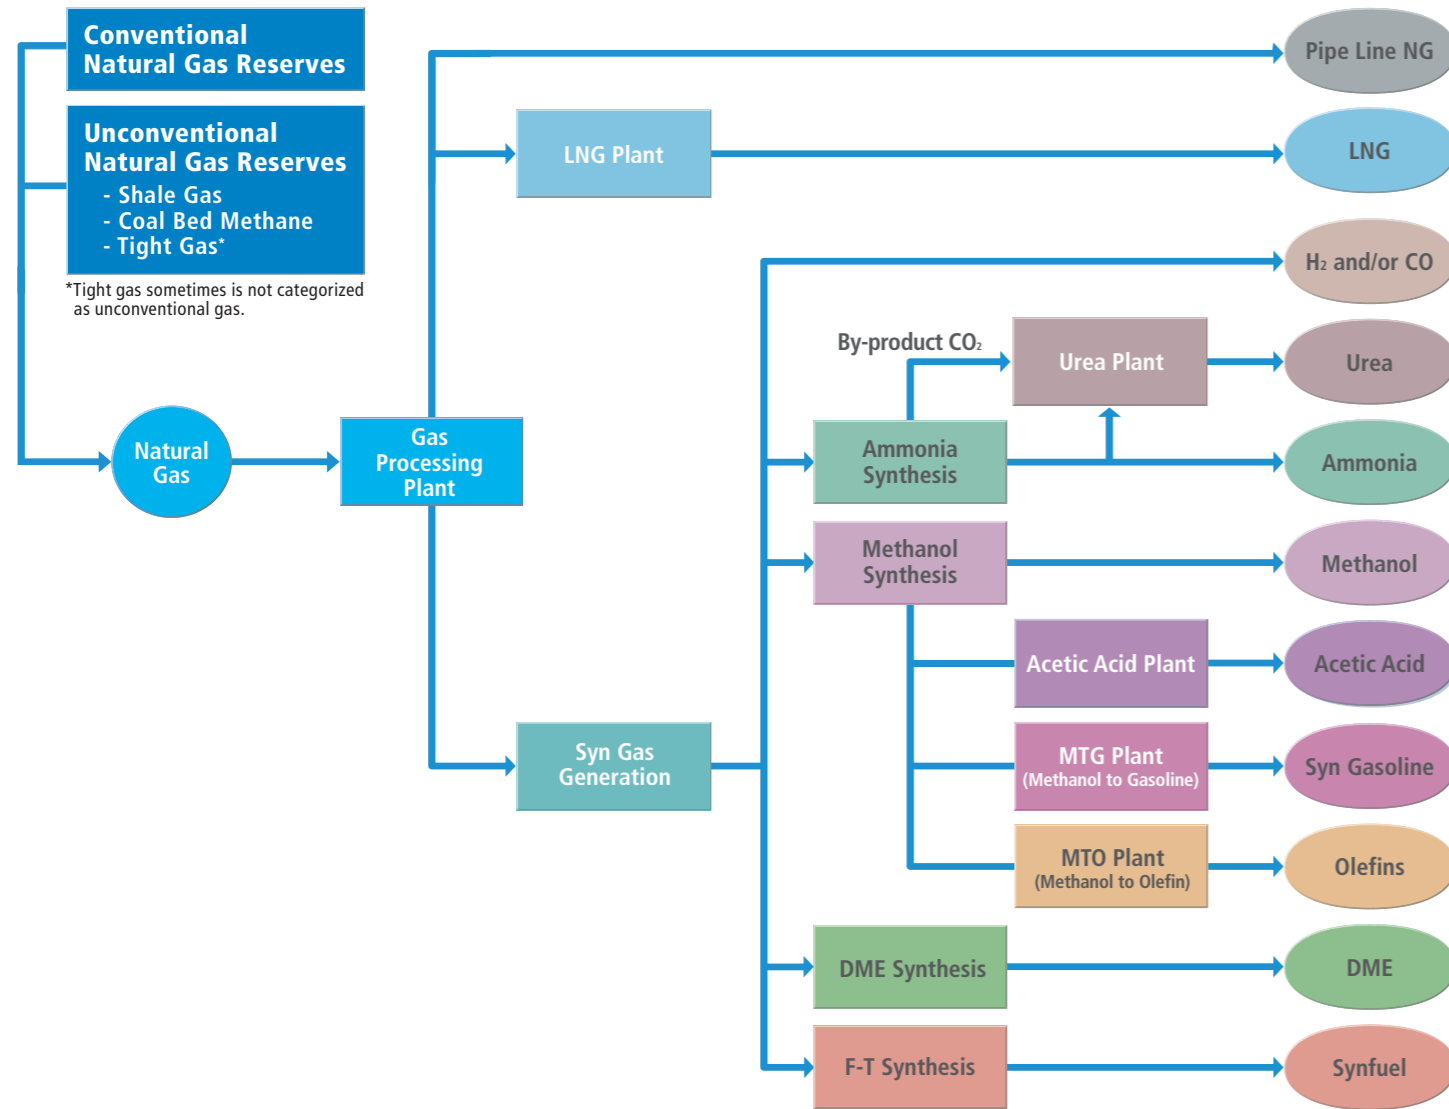 Conventional
Natural Gas Reserves
Unconventional
Natural Gas Reserves
- Shale Gas
- Coal Bed Methane
- Tight Gas*
*Tight gas sometimes is not categorized
as unconventional gas.
Natural
Gas
Gas
Processing
Plant
LNG Plant
Syn Gas
Generation
By-product CO₂
Urea Plant
Ammonia
Synthesis
Methanol
Synthesis
Acetic Acid Plant
MTG Plant
(Methanol to Gasoline)
MTO Plant
(Methanol to Olefin)
DME Synthesis
F-T Synthesis
Pipe Line NG
LNG
H₂ and/or CO
Urea
Ammonia
Methanol
Acetic Acid
Syn Gasoline
Olefins
DME
Synfuel